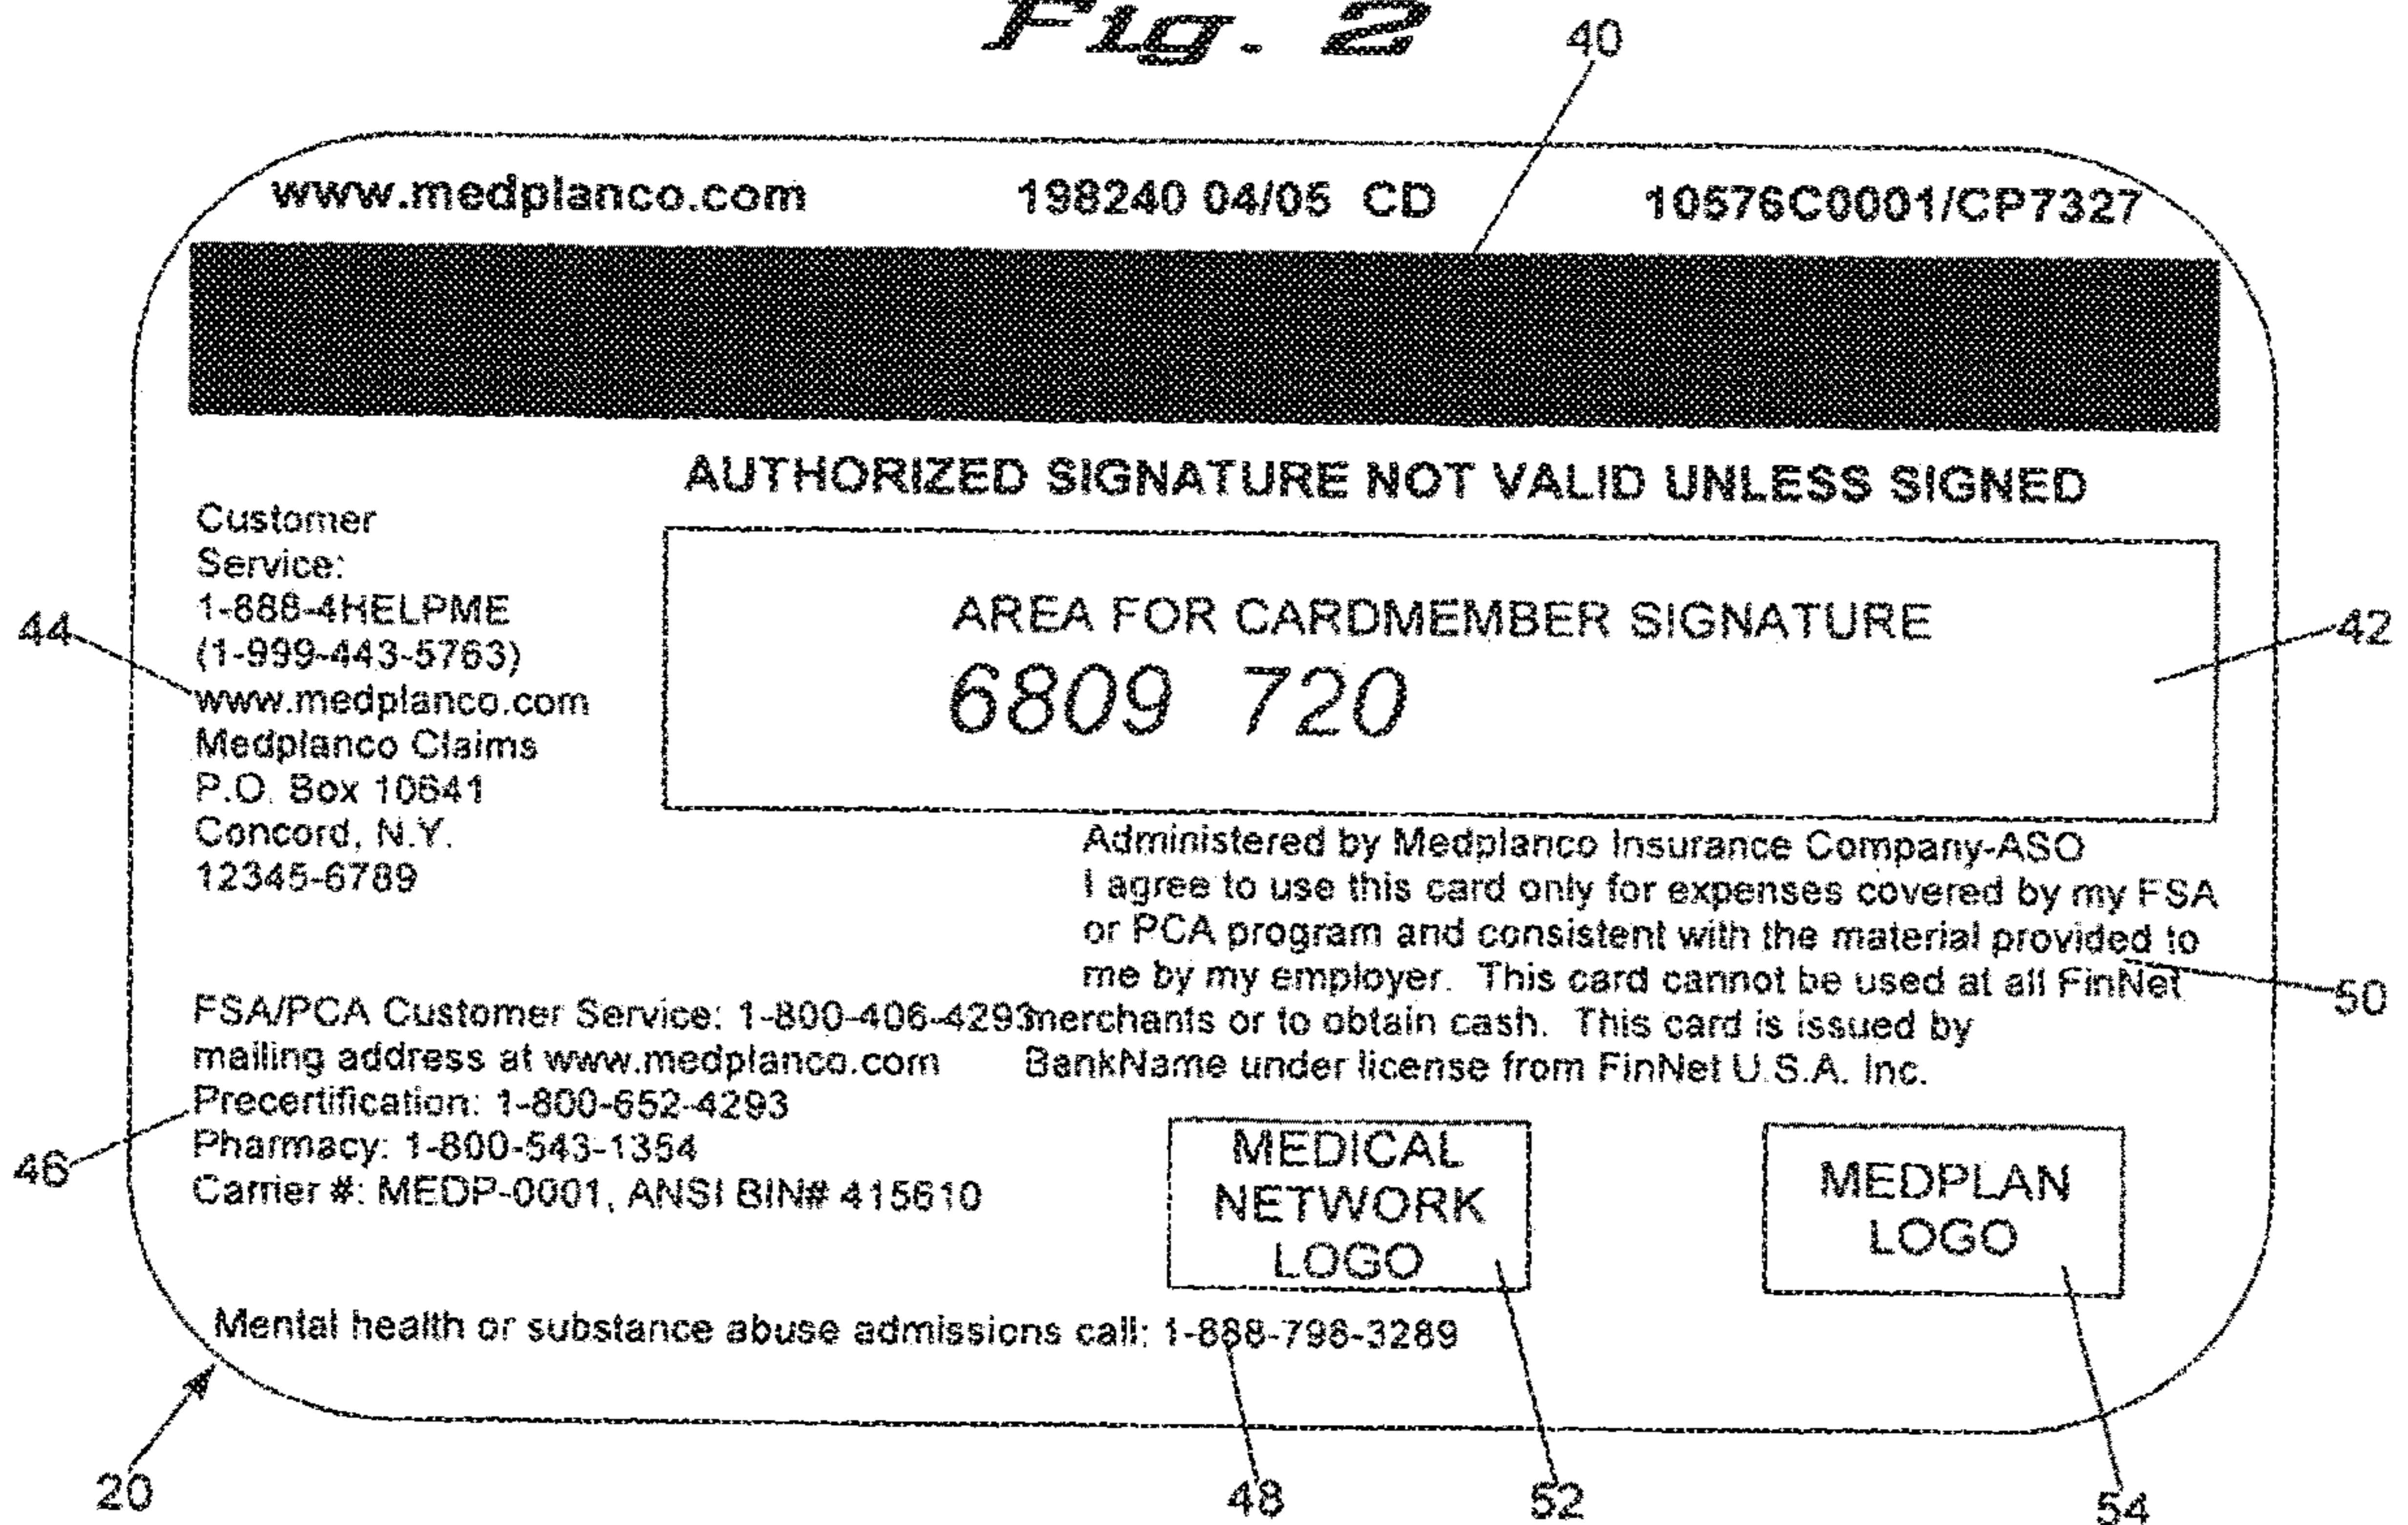 Fig. 2
40
www.medplanco.com 198240 04/05 CD 10576C0001/CP7327
AUTHORIZED SIGNATURE NOT VALID UNLESS SIGNED
Customer
Service:
1-888-4HELPME
(1-999-443-5763)
www.medplanco.com
Medplanco Claims
P.O. Box 10641
Concord, N.Y.
12345-6789
44
AREA FOR CARDMEMBER SIGNATURE
6809 720
42
Administered by Medplanco Insurance Company-ASO
I agree to use this card only for expenses covered by my FSA
or PCA program and consistent with the material provided to
me by my employer. This card cannot be used at all FinNet
merchants or to obtain cash. This card is issued by
BankName under license from FinNet U.S.A. Inc.
50
FSA/PCA Customer Service: 1-800-406-4293
mailing address at www.medplanco.com
Precertification: 1-800-652-4293
Pharmacy: 1-800-543-1354
Carrier #: MEDP-0001, ANSI BIN# 415610
46
MEDICAL
NETWORK
LOGO
MEDPLAN
LOGO
Mental health or substance abuse admissions call: 1-888-798-3289
20
48
52
54